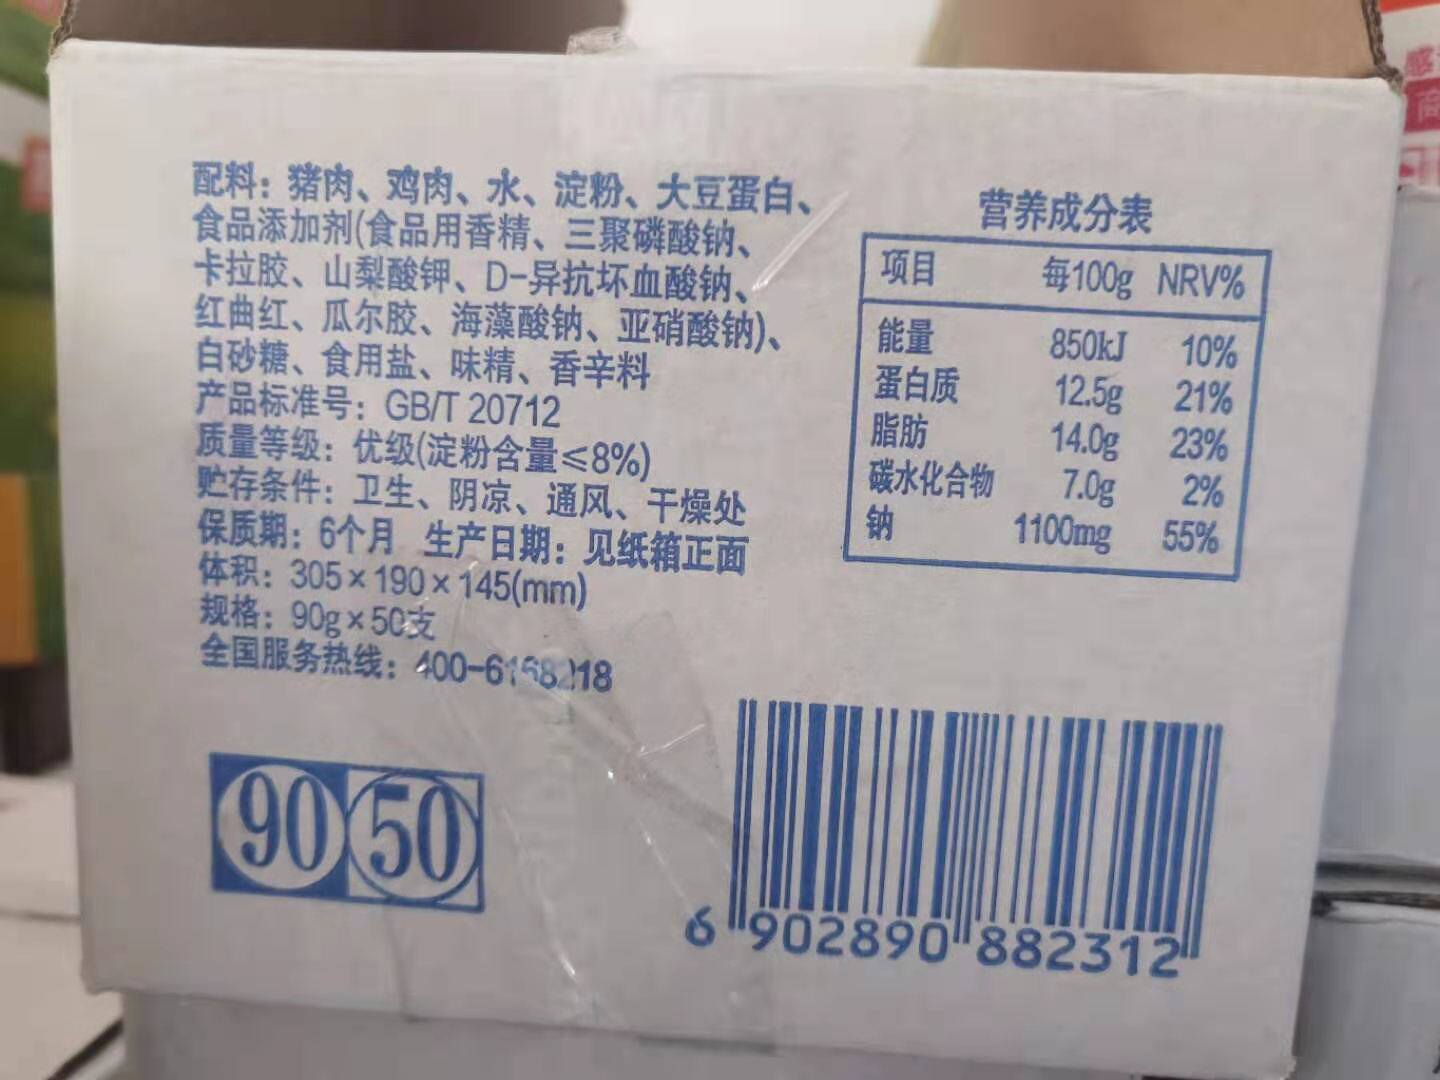 配料：猪肉、鸡肉、水、淀粉、大豆蛋白、
食品添加剂(食品用香精、三聚磷酸钠、
卡拉胶、山梨酸钾、D-异抗坏血酸钠、
红曲红、瓜尔胶、海藻酸钠、亚硝酸钠)、
白砂糖、食用盐、味精、香辛料
产品标准号：GB/T 20712
质量等级：优级(淀粉含量≤8%)
贮存条件：卫生、阴凉、通风、干燥处
保质期：6个月 生产日期：见纸箱正面
体积：305×190×145(mm)
规格：90g×50支
全国服务热线：400-6168218
90 50
营养成分表
项目 每100g NRV%
能量 850kJ 10%
蛋白质 12.5g 21%
脂肪 14.0g 23%
碳水化合物 7.0g 2%
钠 1100mg 55%
6 902890 882312